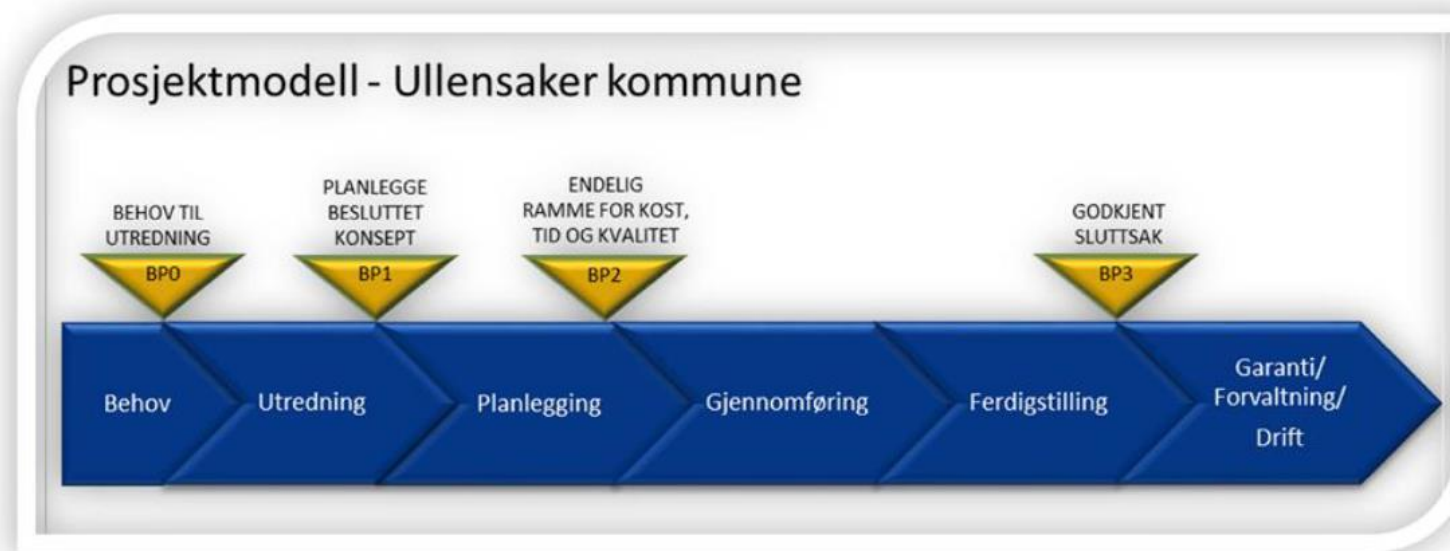 Prosjektmodell - Ullensaker kommune
BEHOV TIL
UTREDNING
BP0
PLANLEGGE
BESLUTTET
KONSEPT
BP1
ENDELIG
RAMME FOR KOST,
TID OG KVALITET
BP2
GODKJENT
SLUTTSAK
BP3
Behov
Utredning
Planlegging
Gjennomføring
Ferdigstilling
Garanti/
Forvaltning/
Drift